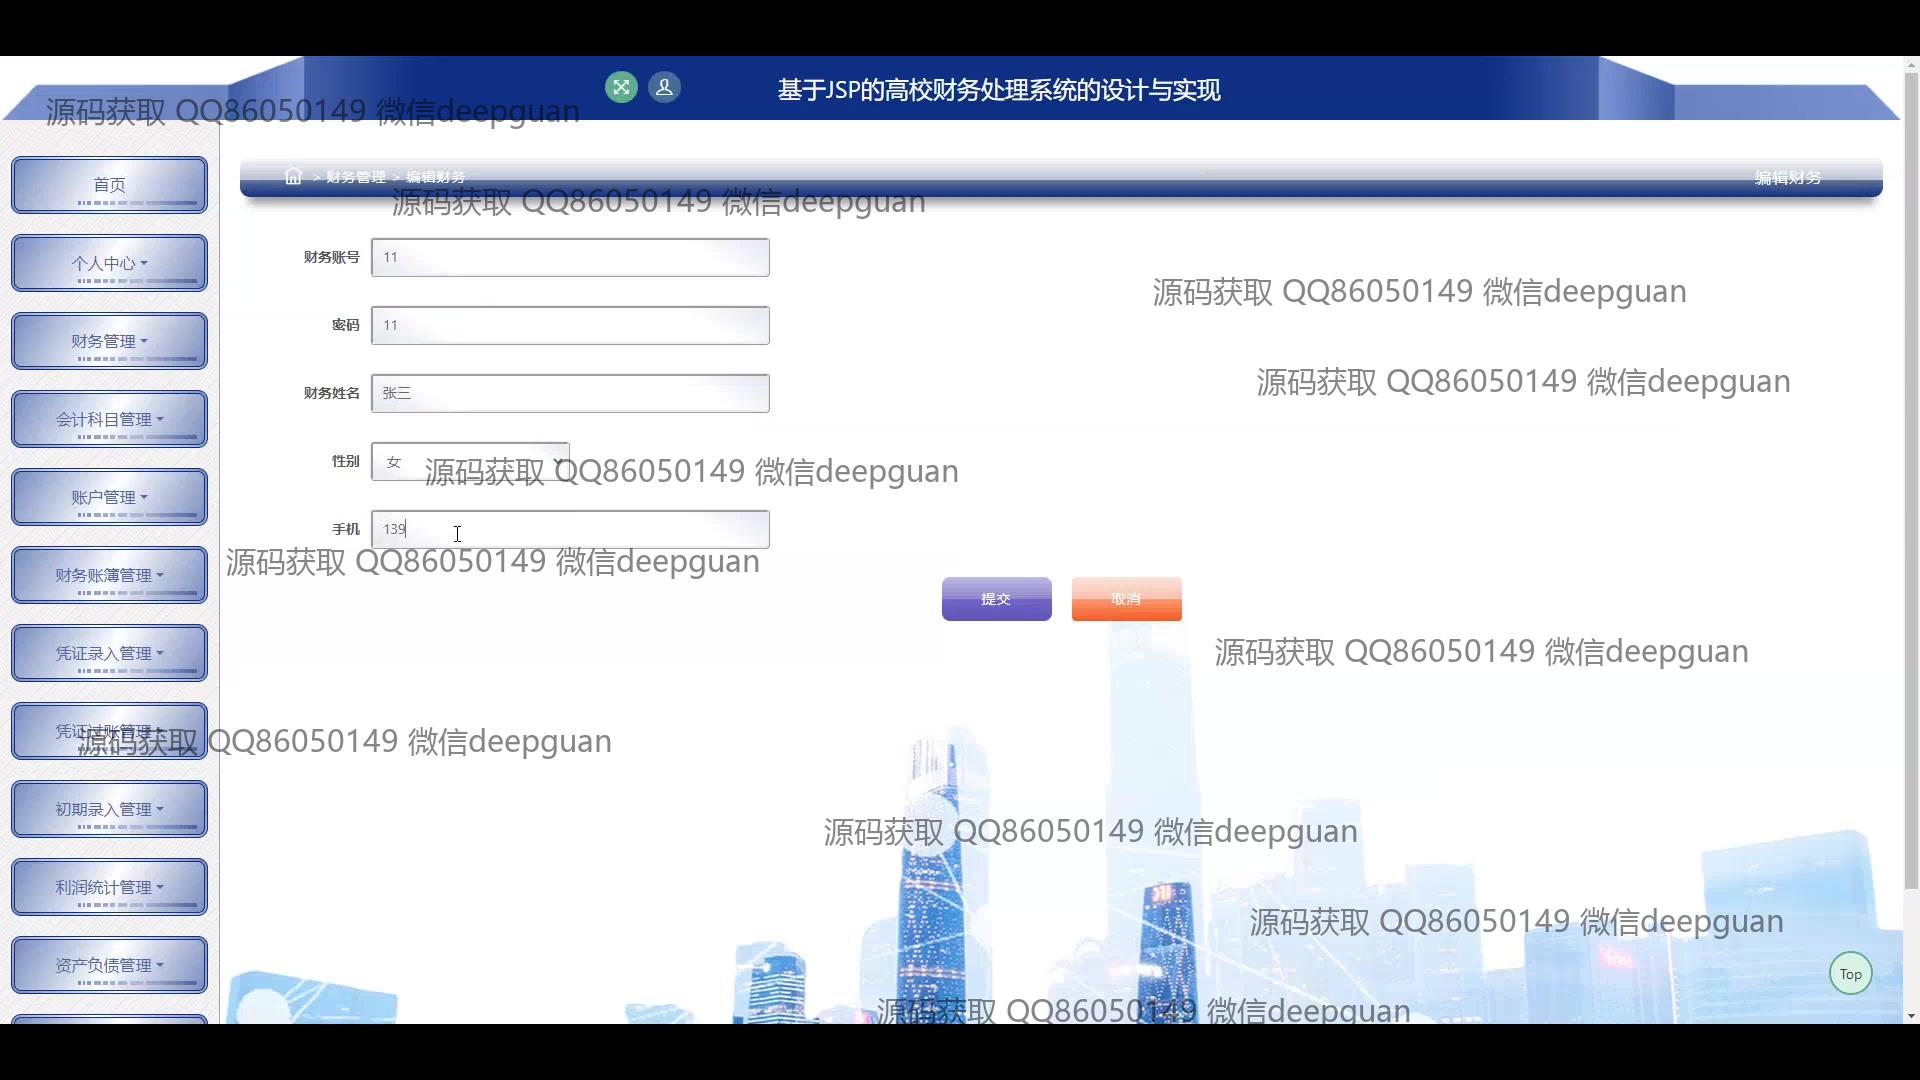 基于JSP的高校财务处理系统的设计与实现
源码获取 QQ86050149 微信deepguan
首页
> 财务管理 > 编辑财务
编辑财务
源码获取 QQ86050149 微信deepguan
个人中心
财务账号 11
源码获取 QQ86050149 微信deepguan
密码 11
财务管理
源码获取 QQ86050149 微信deepguan
财务姓名 张三
会计科目管理
性别 女
源码获取 QQ86050149 微信deepguan
账户管理
手机 139
源码获取 QQ86050149 微信deepguan
财务账簿管理
提交 取消
凭证录入管理
源码获取 QQ86050149 微信deepguan
凭证过账管理
源码获取 QQ86050149 微信deepguan
初期录入管理
源码获取 QQ86050149 微信deepguan
利润统计管理
源码获取 QQ86050149 微信deepguan
资产负债管理
Top
源码获取 QQ86050149 微信deepguan